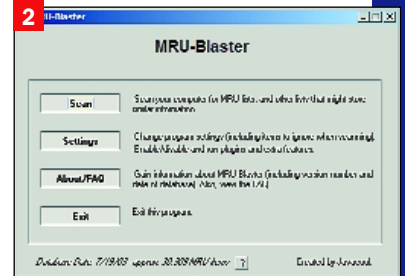 2
MRU-Blaster
MRU-Blaster
Scan
Scan your computer for MRU lists, and other lists that might store
under information.
Settings
Change program settings (including items to ignore when scanning).
Enable/disable and run plugins and extra features.
About/FAQ
Gain information about MRU Blaster (including version number and
date of database). Also, view the FAQ.
Exit
Exit this program.
Database Date: 7/19/03 approx. 30,309 MRU items ?
Created by Javacool